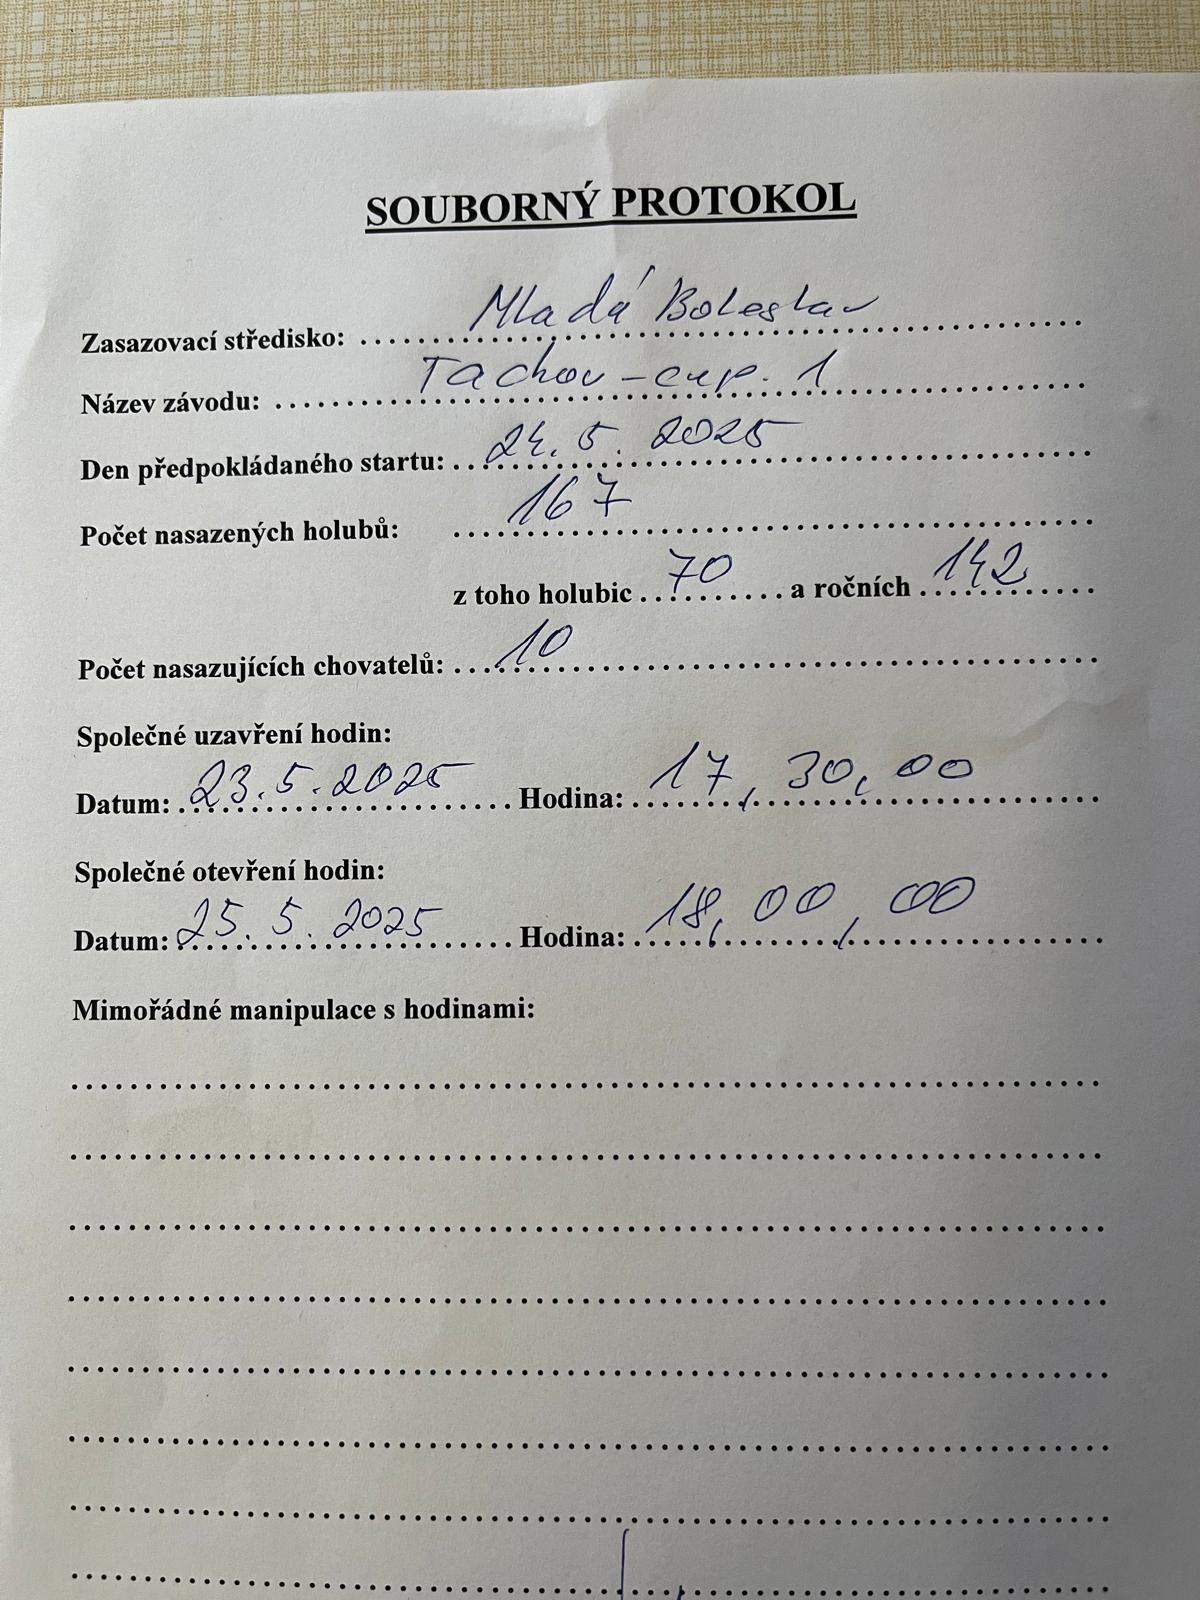 SOUBORNÝ PROTOKOL
Zasazovací středisko: Mladá Boleslav
Název závodu: Tachov - cup. 1
Den předpokládaného startu: 24. 5. 2025
Počet nasazených holubů: 167
z toho holubic 70 a ročních 142
Počet nasazujících chovatelů: 10
Společné uzavření hodin:
Datum: 23. 5. 2025 Hodina: 17, 30, 00
Společné otevření hodin:
Datum: 25. 5. 2025 Hodina: 18, 00, 00
Mimořádné manipulace s hodinami: